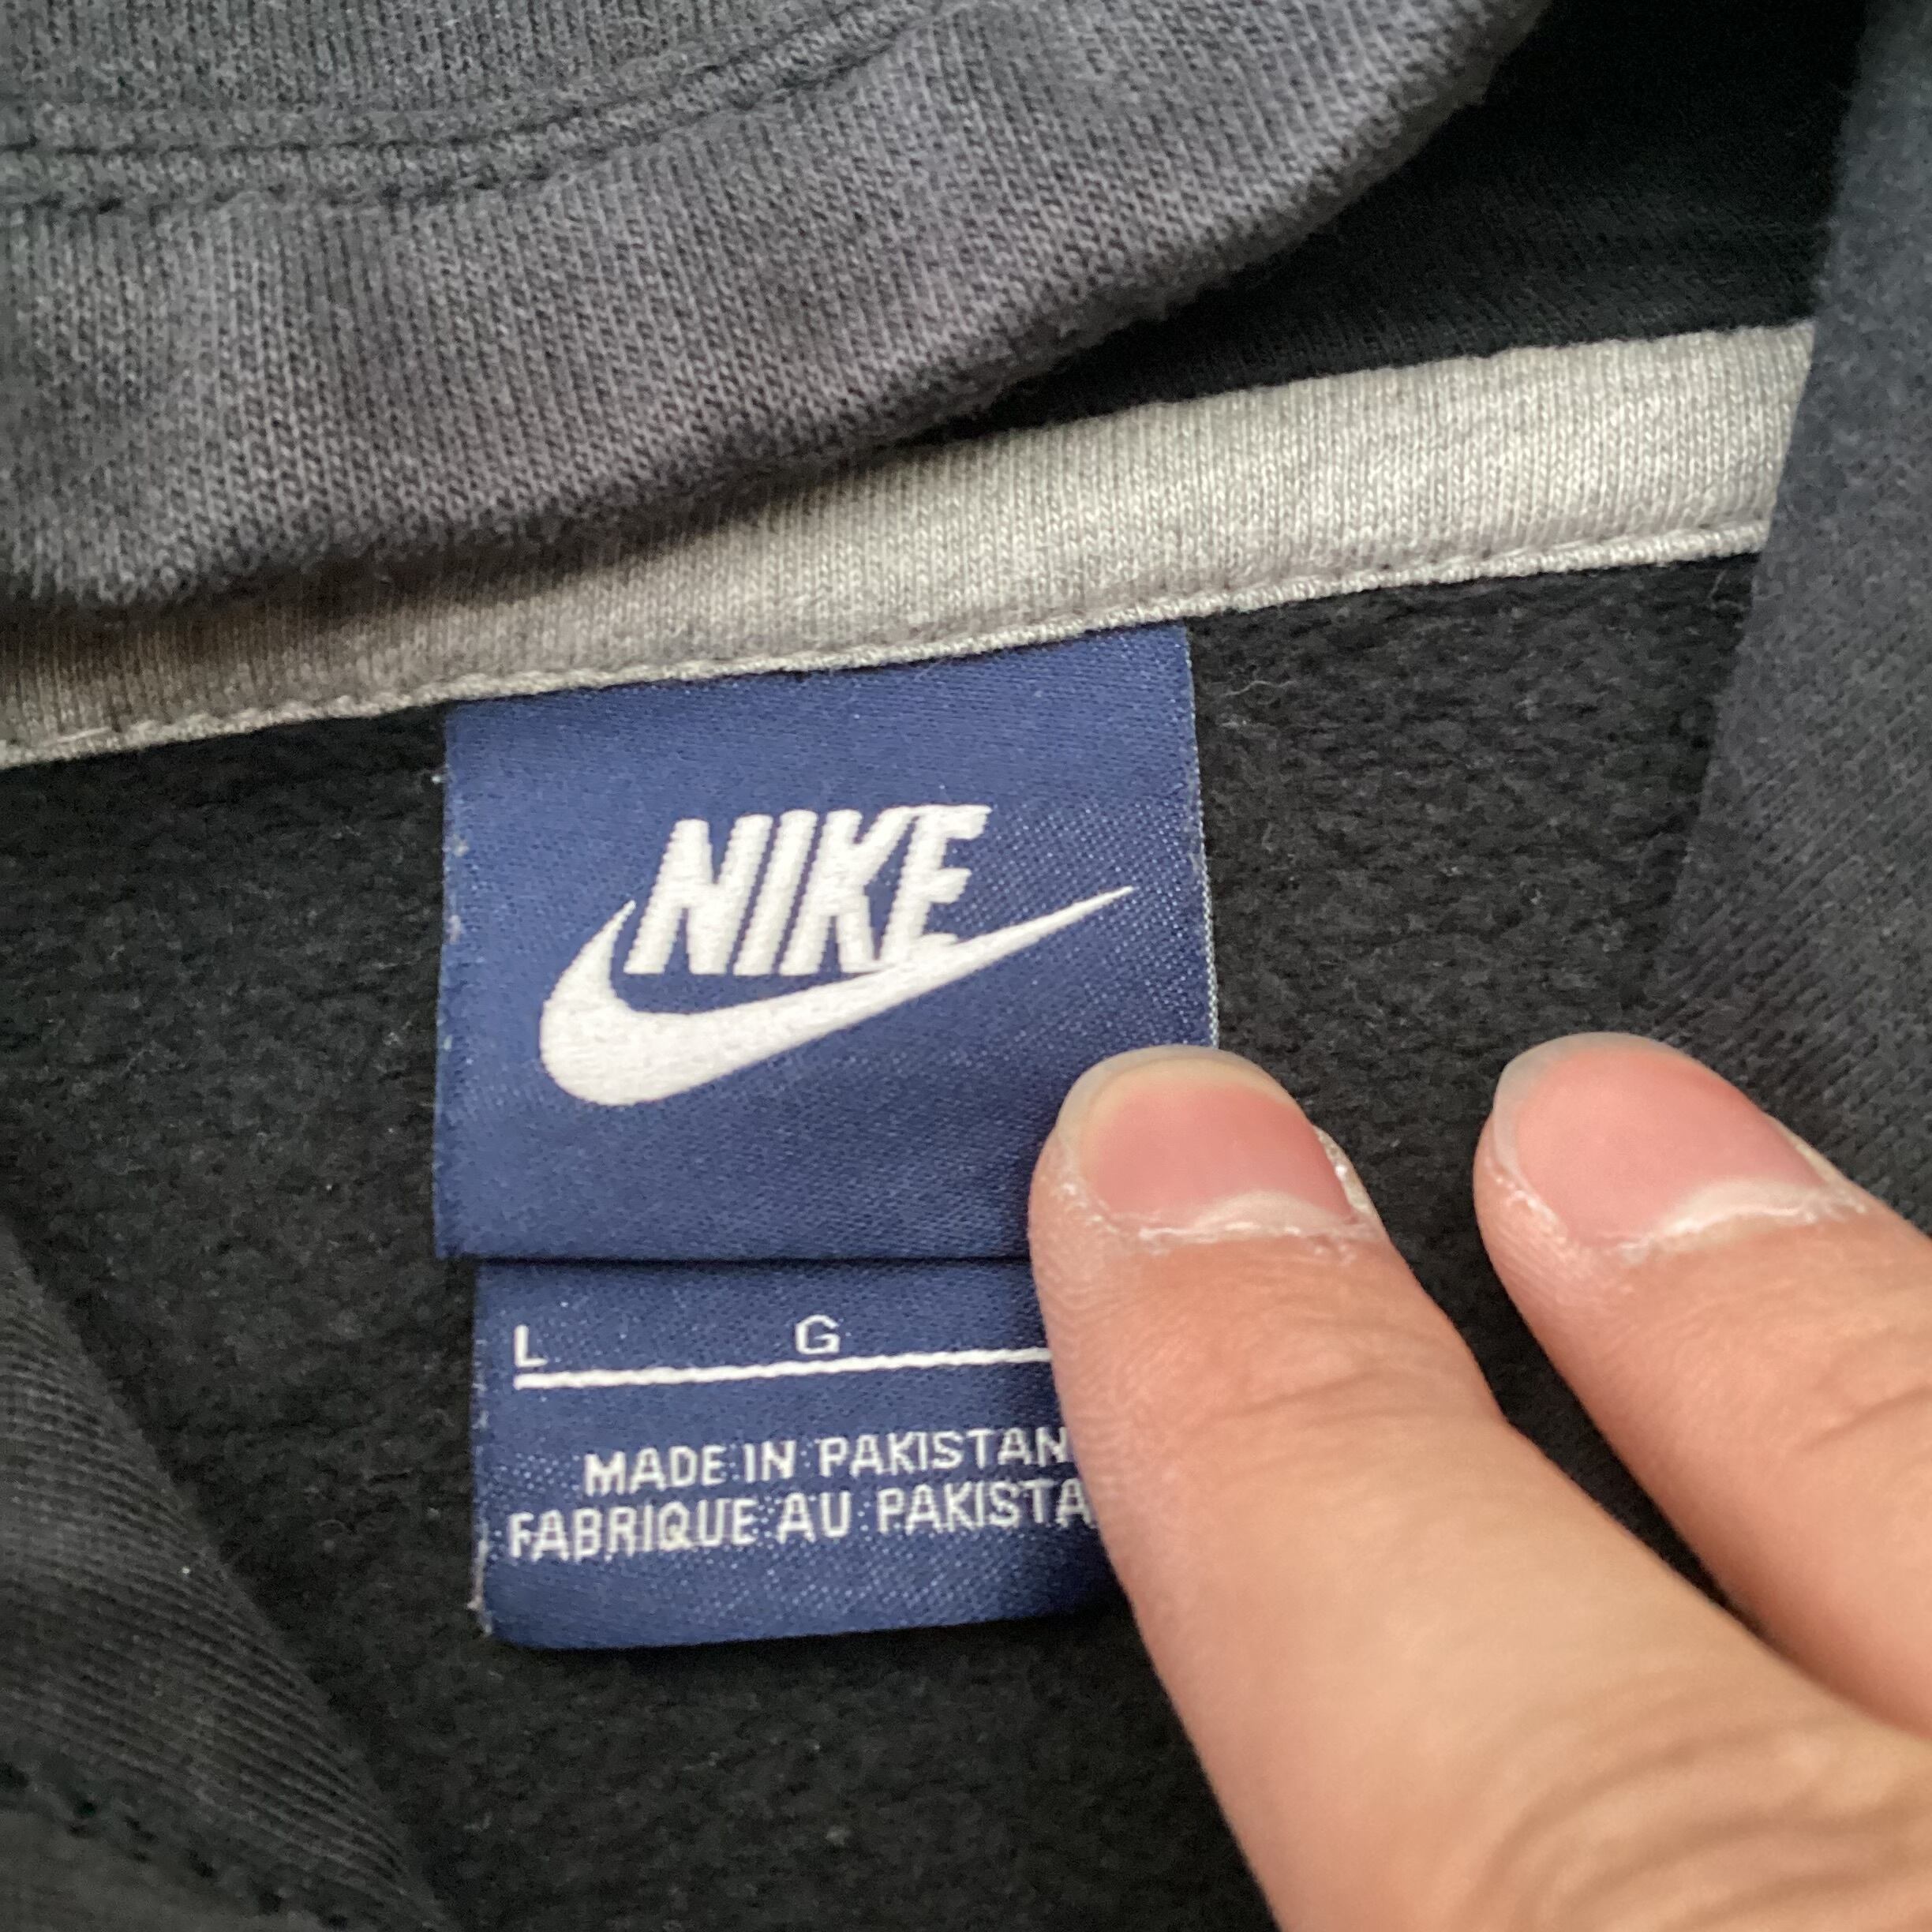 NIKE
L G
MADE IN PAKISTAN
FABRIQUE AU PAKISTA